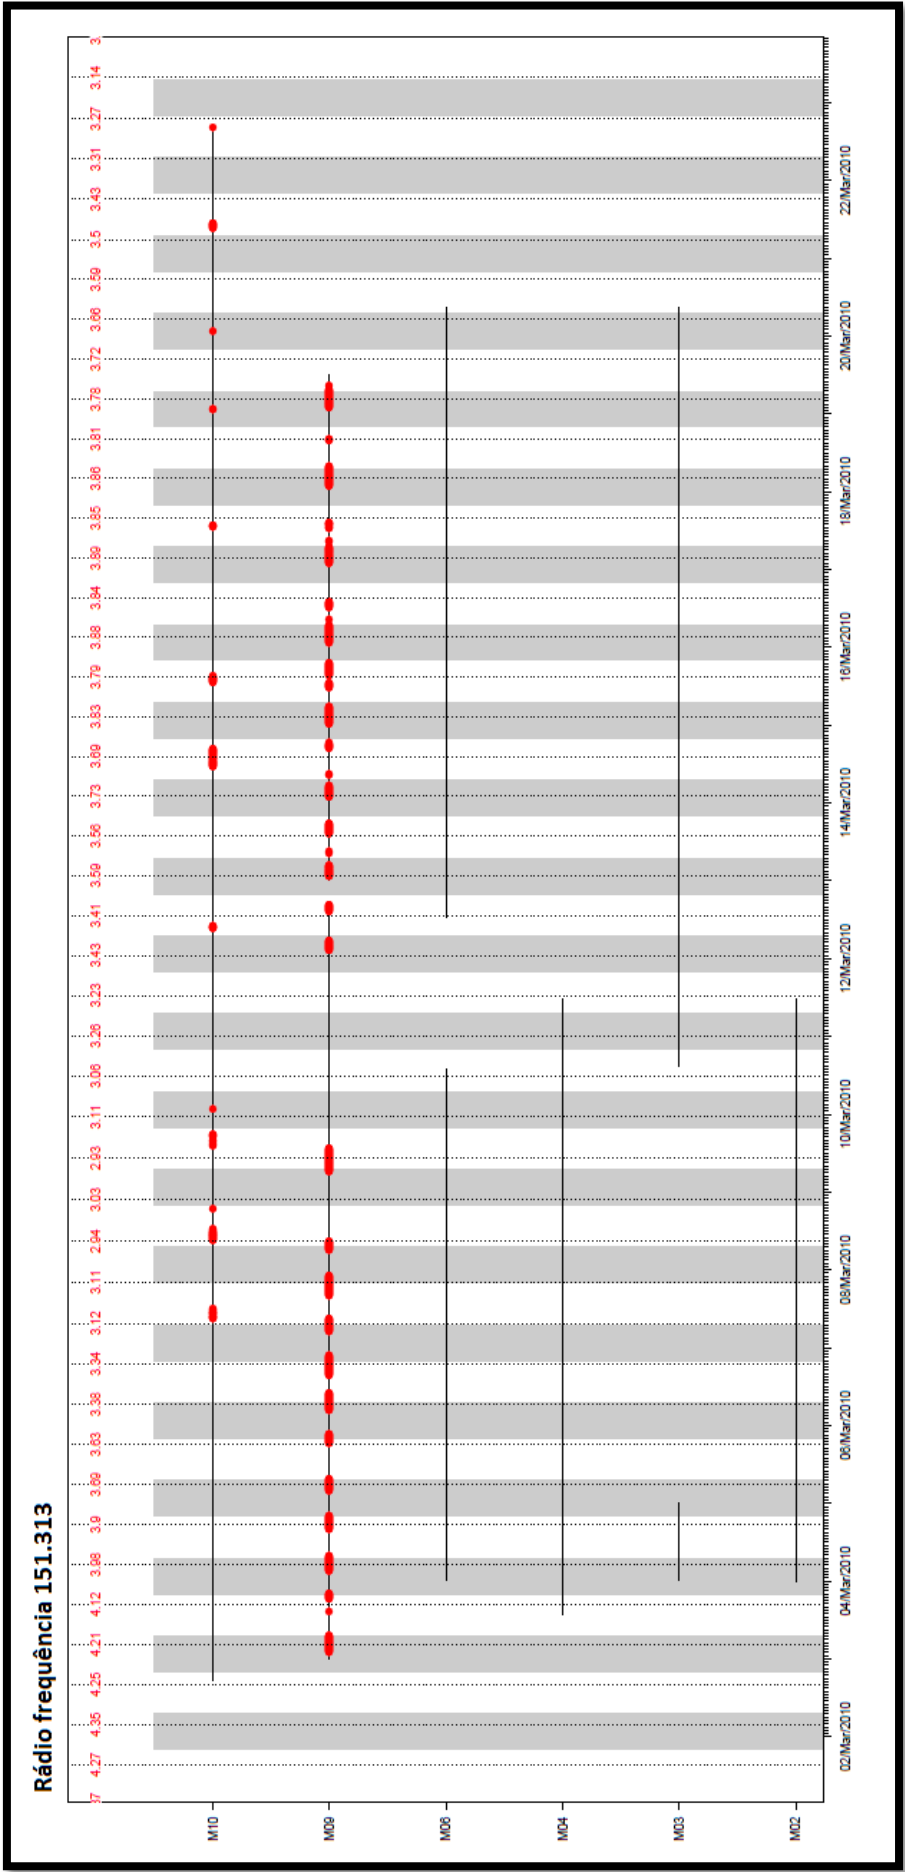 Rádio frequência 151.313
37 4.27 4.35 4.25 4.21 4.12 3.98 3.9 3.69 3.63 3.38 3.34 3.12 3.11 2.94 3.03 2.93 3.11 3.06 3.26 3.23 3.43 3.41 3.59 3.56 3.73 3.69 3.83 3.79 3.88 3.84 3.89 3.85 3.86 3.81 3.78 3.72 3.66 3.59 3.5 3.43 3.31 3.27 3.14 3.
M10
M09
M06
M04
M03
M02
02/Mar/2010 04/Mar/2010 06/Mar/2010 08/Mar/2010 10/Mar/2010 12/Mar/2010 14/Mar/2010 16/Mar/2010 18/Mar/2010 20/Mar/2010 22/Mar/2010